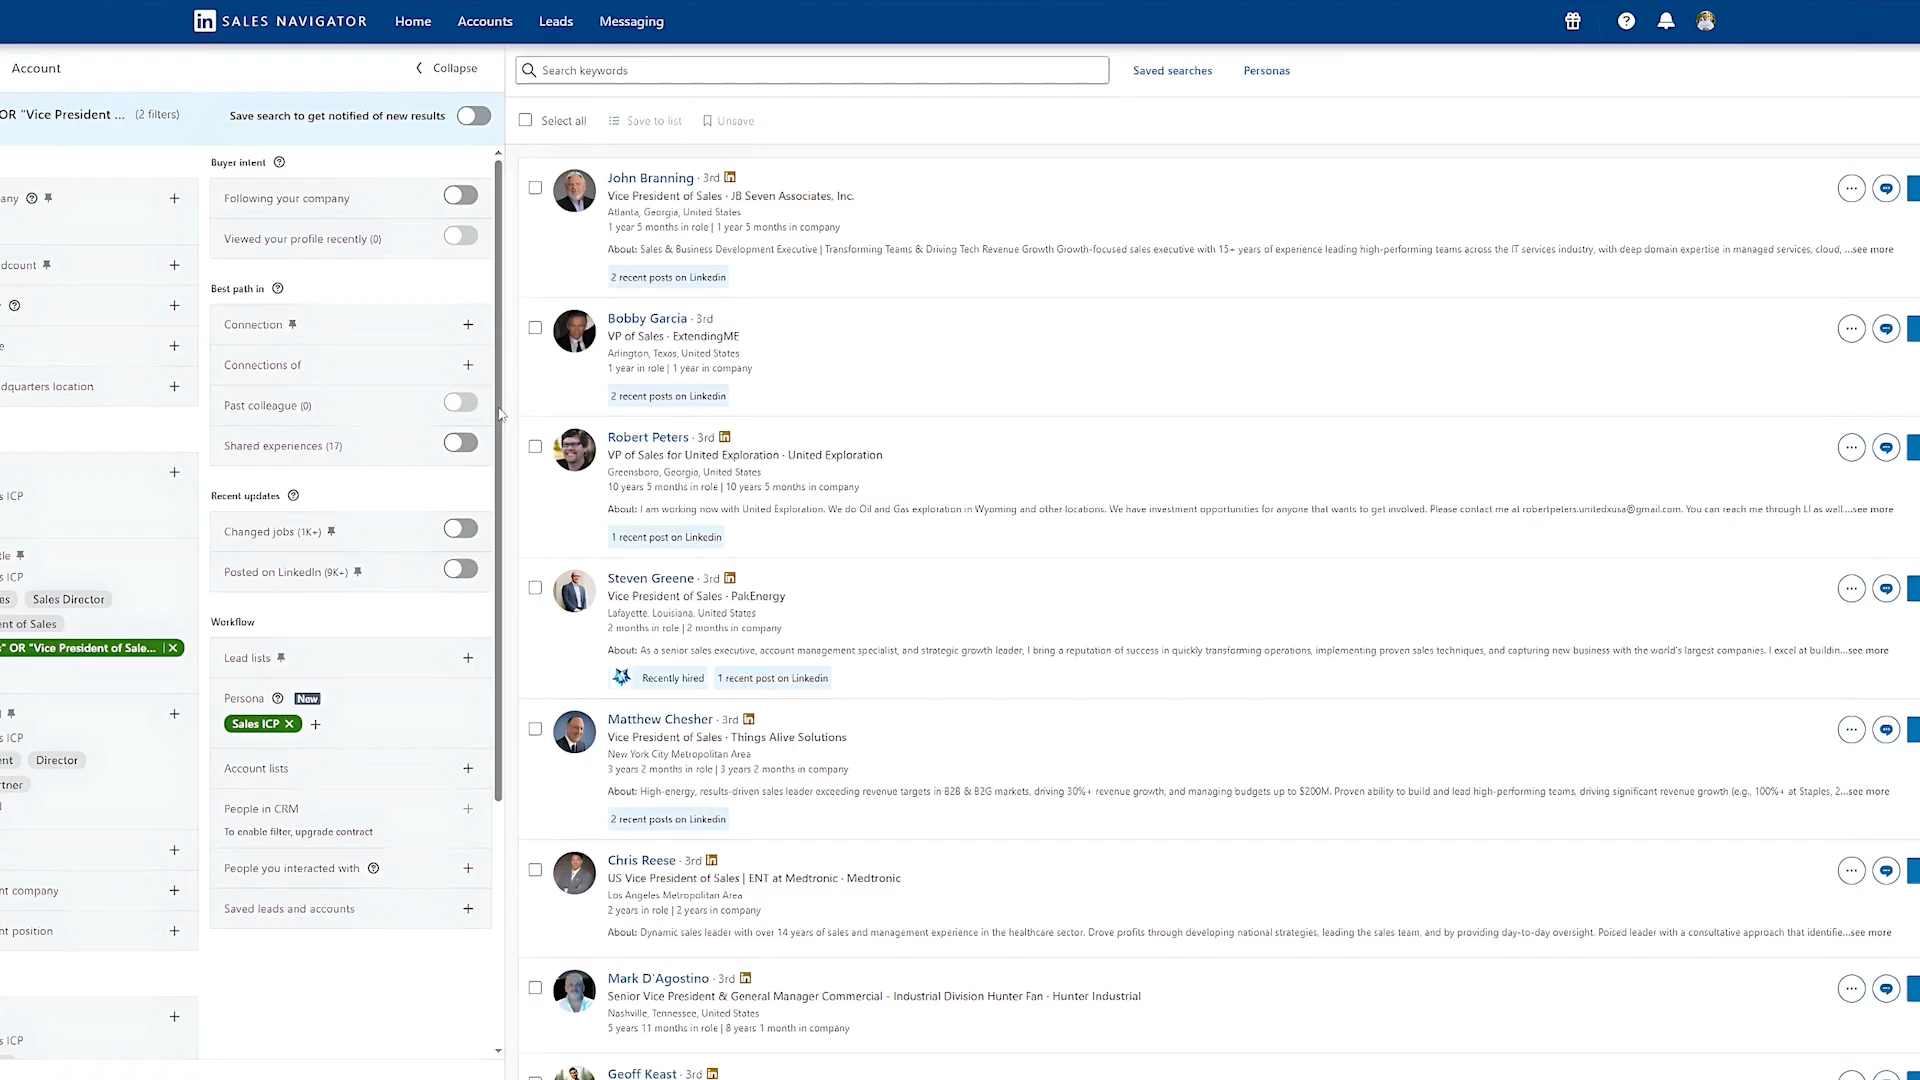 in SALES NAVIGATOR Home Accounts Leads Messaging
Account
Collapse
OR "Vice President ... (2 filters)
Save search to get notified of new results
any
dcount
e
dquarters location
s ICP
tle
s ICP
es Sales Director
ent of Sales
s" OR "Vice President of Sale...
s ICP
ent Director
rtner
nt company
nt position
s ICP
Buyer intent
Following your company
Viewed your profile recently (0)
Best path in
Connection
Connections of
Past colleague (0)
Shared experiences (17)
Recent updates
Changed jobs (1K+)
Posted on LinkedIn (9K+)
Workflow
Lead lists
Persona New
Sales ICP
Account lists
People in CRM
To enable filter, upgrade contract
People you interacted with
Saved leads and accounts
Search keywords
Saved searches
Personas
Select all
Save to list
Unsave
John Branning · 3rd
Vice President of Sales · JB Seven Associates, Inc.
Atlanta, Georgia, United States
1 year 5 months in role | 1 year 5 months in company
About: Sales & Business Development Executive | Transforming Teams & Driving Tech Revenue Growth Growth-focused sales executive with 15+ years of experience leading high-performing teams across the IT services industry, with deep domain expertise in managed services, cloud, ...see more
2 recent posts on Linkedin
Bobby Garcia · 3rd
VP of Sales · ExtendingME
Arlington, Texas, United States
1 year in role | 1 year in company
2 recent posts on Linkedin
Robert Peters · 3rd
VP of Sales for United Exploration · United Exploration
Greensboro, Georgia, United States
10 years 5 months in role | 10 years 5 months in company
About: I am working now with United Exploration. We do Oil and Gas exploration in Wyoming and other locations. We have investment opportunities for anyone that wants to get involved. Please contact me at robertpeters.unitedxusa@gmail.com. You can reach me through LI as well...see more
1 recent post on Linkedin
Steven Greene · 3rd
Vice President of Sales · PakEnergy
Lafayette, Louisiana, United States
2 months in role | 2 months in company
About: As a senior sales executive, account management specialist, and strategic growth leader, I bring a reputation of success in quickly transforming operations, implementing proven sales techniques, and capturing new business with the world's largest companies. I excel at buildin...see more
Recently hired
1 recent post on Linkedin
Matthew Chesher · 3rd
Vice President of Sales · Things Alive Solutions
New York City Metropolitan Area
3 years 2 months in role | 3 years 2 months in company
About: High-energy, results-driven sales leader exceeding revenue targets in B2B & B2G markets, driving 30%+ revenue growth, and managing budgets up to $200M. Proven ability to build and lead high-performing teams, driving significant revenue growth (e.g., 100%+ at Staples, 2...see more
2 recent posts on Linkedin
Chris Reese · 3rd
US Vice President of Sales | ENT at Medtronic · Medtronic
Los Angeles Metropolitan Area
2 years in role | 2 years in company
About: Dynamic sales leader with over 14 years of sales and management experience in the healthcare sector. Drove profits through developing national strategies, leading the sales team, and by providing day-to-day oversight. Poised leader with a consultative approach that identifie...see more
Mark D'Agostino · 3rd
Senior Vice President & General Manager Commercial - Industrial Division Hunter Fan · Hunter Industrial
Nashville, Tennessee, United States
5 years 11 months in role | 8 years 1 month in company
Geoff Keast · 3rd